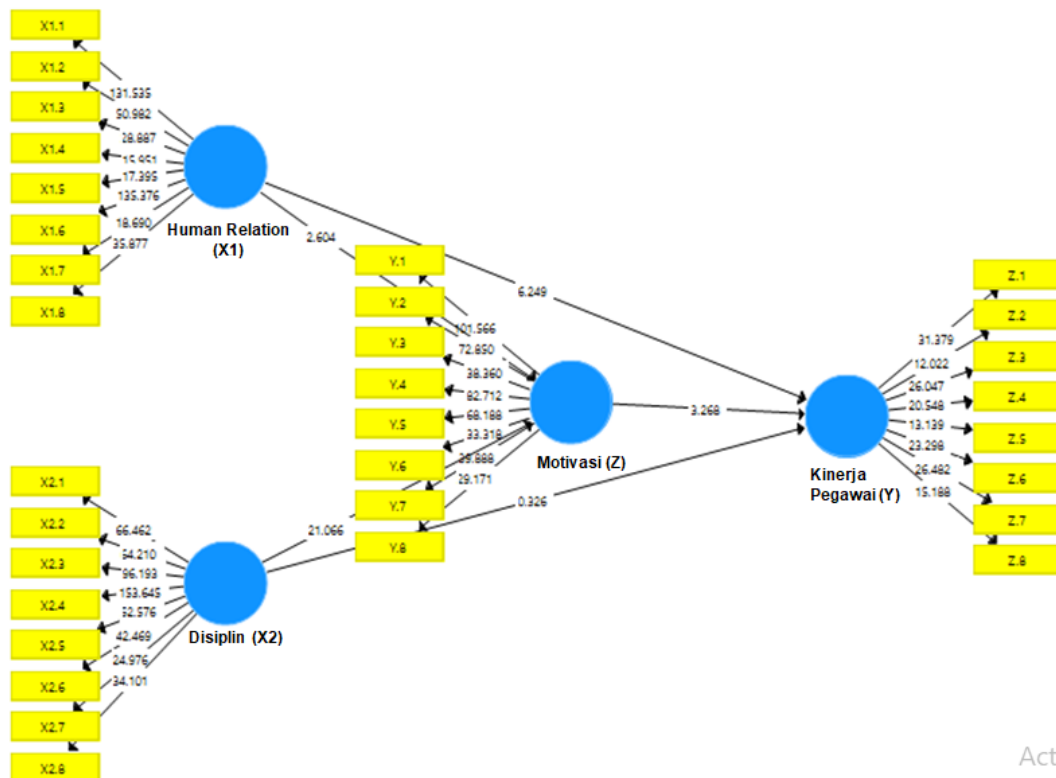 X1.1
X1.2
X1.3
X1.4
X1.5
X1.6
X1.7
X1.8
131.535
50.982
28.887
15.951
17.395
135.376
18.690
35.877
Human Relation
(X1)
2.604
6.249
Y.1
Y.2
Y.3
Y.4
Y.5
Y.6
Y.7
Y.8
101.566
72.850
38.360
82.712
68.188
33.318
39.888
29.171
Motivasi (Z)
3.268
0.326
21.066
Kinerja
Pegawai (Y)
31.379
12.022
26.047
20.548
13.139
23.298
26.482
15.188
Z.1
Z.2
Z.3
Z.4
Z.5
Z.6
Z.7
Z.8
X2.1
X2.2
X2.3
X2.4
X2.5
X2.6
X2.7
X2.8
66.462
54.210
96.193
153.645
52.576
42.469
24.976
34.101
Disiplin (X2)
Act